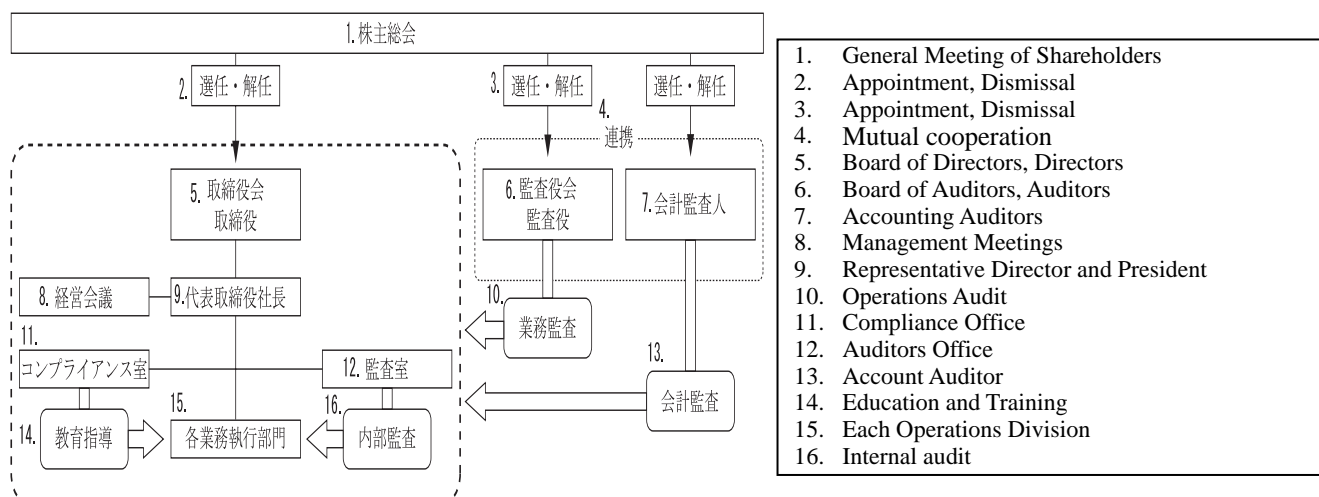 1. 株主総会
2. 選任・解任
3. 選任・解任
選任・解任
4.
連携
5. 取締役会
取締役
6. 監査役会
監査役
7. 会計監査人
8. 経営会議
9. 代表取締役社長
10.
業務監査
11.
コンプライアンス室
12. 監査室
13.
会計監査
14. 教育指導
15.
各業務執行部門
16.
内部監査
1. General Meeting of Shareholders
2. Appointment, Dismissal
3. Appointment, Dismissal
4. Mutual cooperation
5. Board of Directors, Directors
6. Board of Auditors, Auditors
7. Accounting Auditors
8. Management Meetings
9. Representative Director and President
10. Operations Audit
11. Compliance Office
12. Auditors Office
13. Account Auditor
14. Education and Training
15. Each Operations Division
16. Internal audit